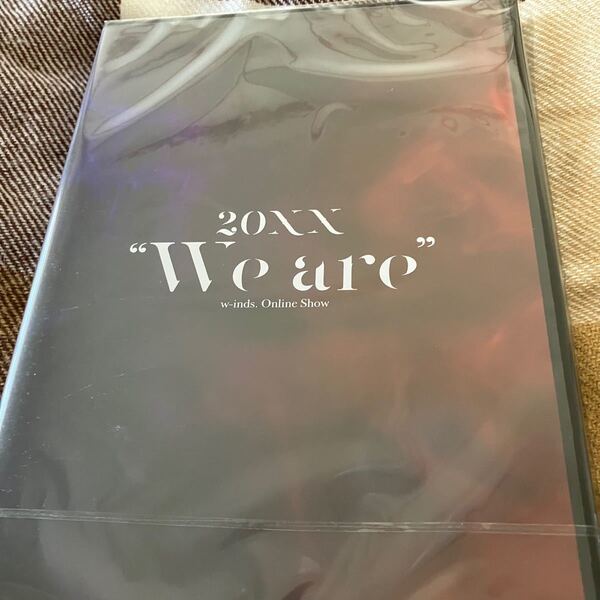 20XX
“We are”
w-inds. Online Show